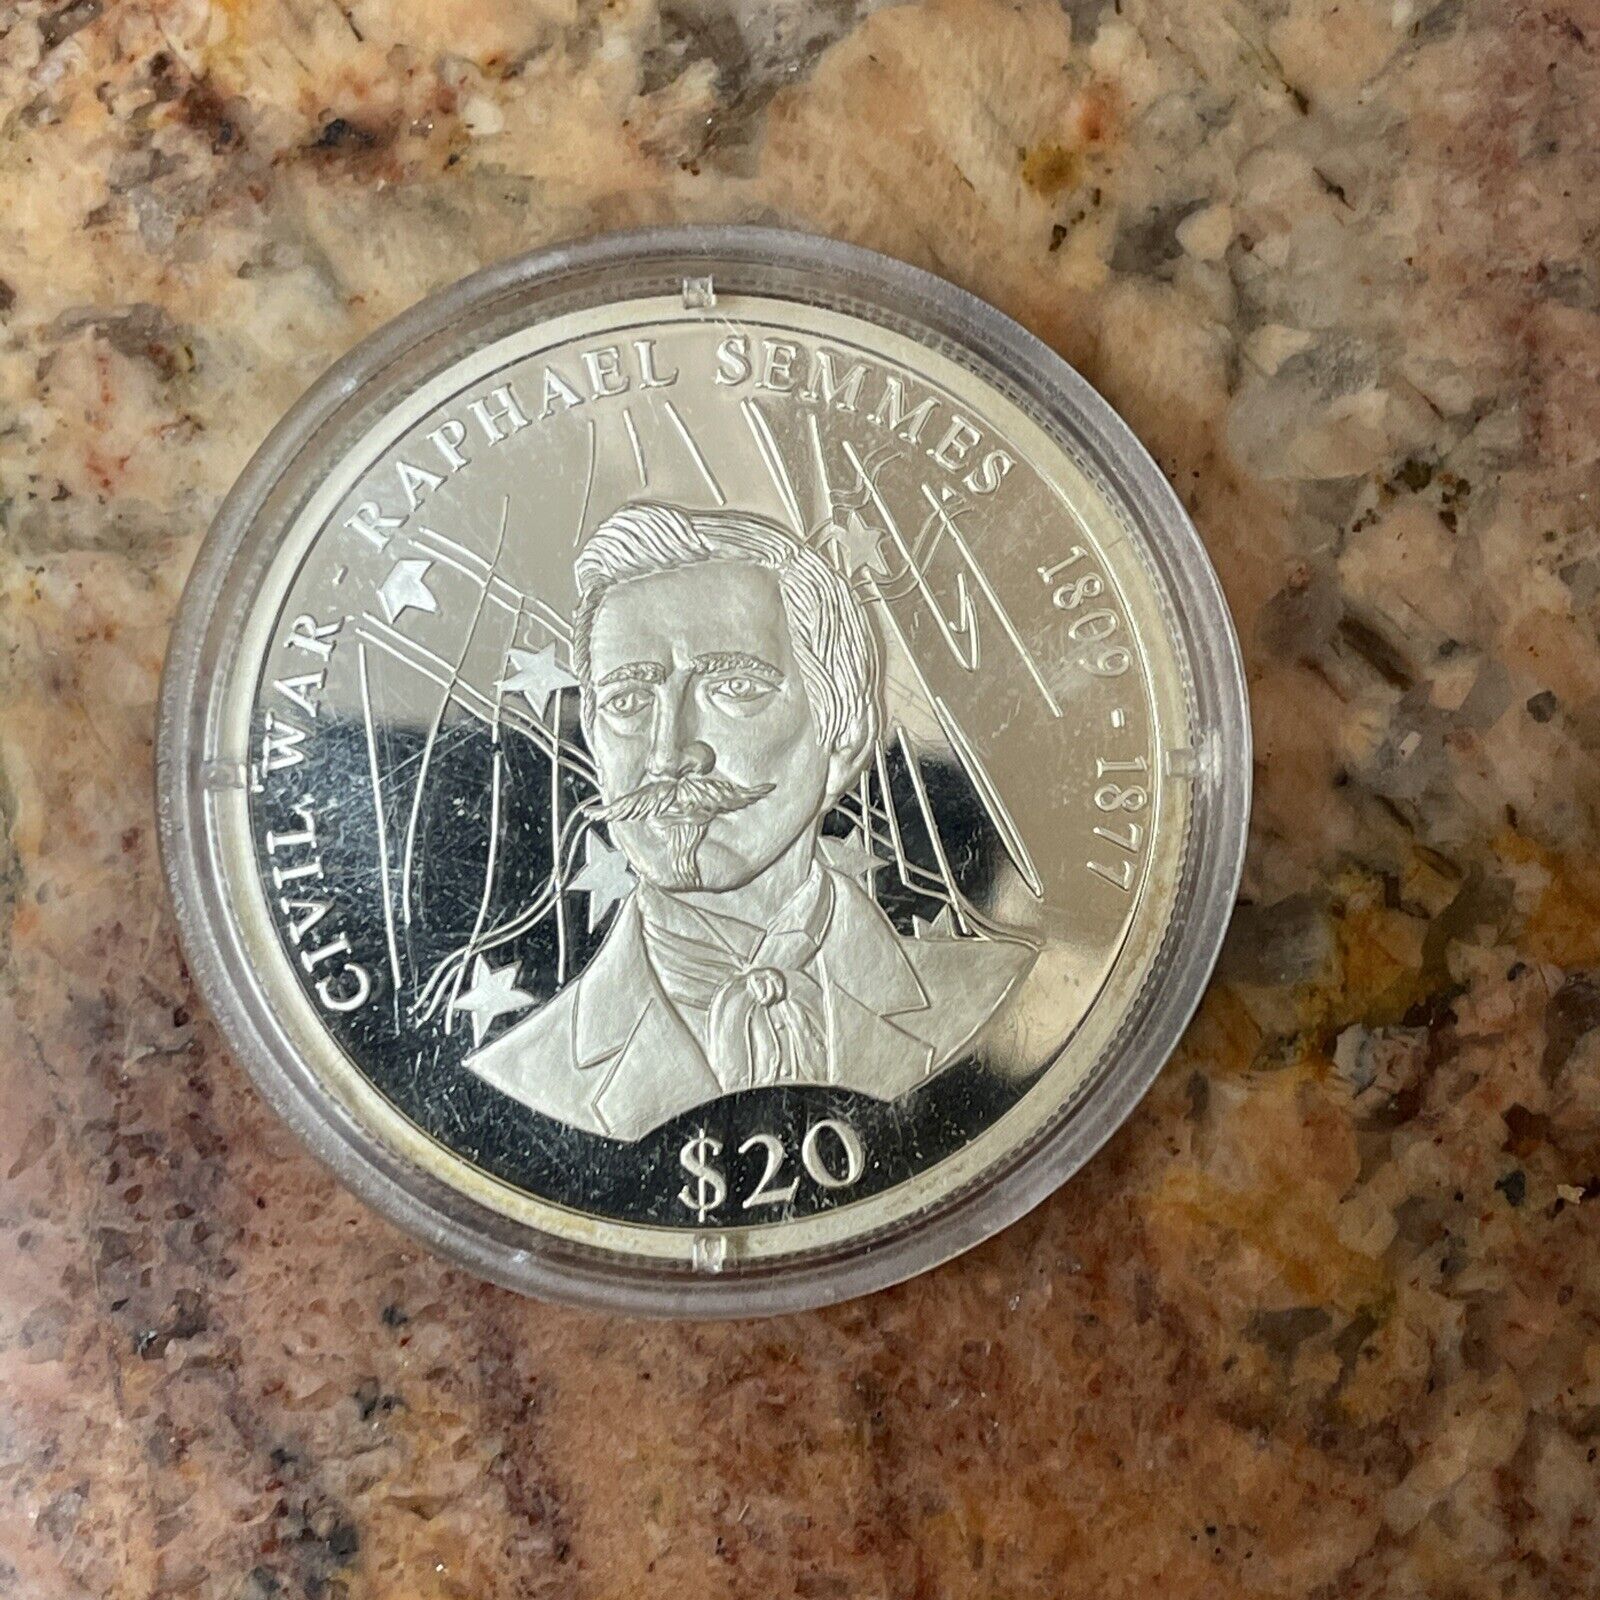 CIVIL WAR - RAPHAEL SEMMES 1809 - 1877
$20